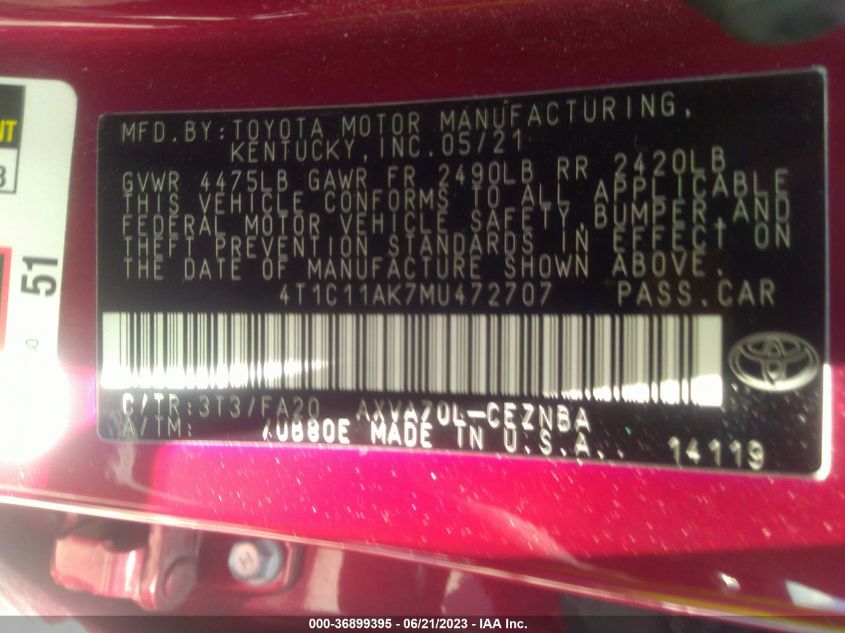 NT
3
51
MFD.BY:TOYOTA MOTOR MANUFACTURING,
KENTUCKY,INC.05/21
GVWR 4475LB GAWR FR 2490LB RR 2420LB
THIS VEHICLE CONFORMS TO ALL APPLICABLE
FEDERAL MOTOR VEHICLE SAFETY,BUMPER,AND
THEFT PREVENTION STANDARDS IN EFFECT ON
THE DATE OF MANUFACTURE SHOWN ABOVE.
4T1C11AK7MU472707 PASS.CAR
C/TR:3T3/FA20 AXVA70L-CEZNBA
A/TM: MADE IN U.S.A. 14119
000-36899395 - 06/21/2023 - IAA Inc.